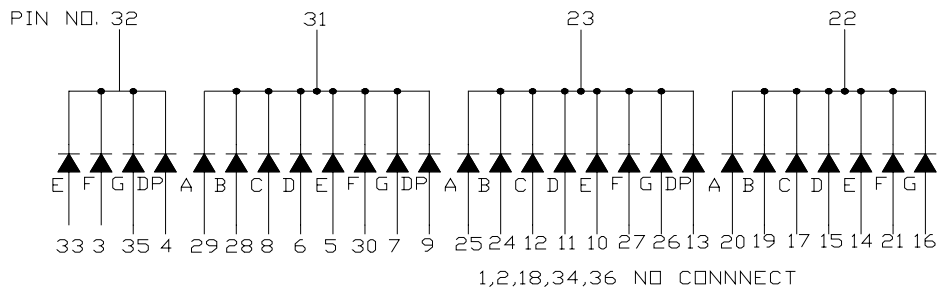 PIN NO. 32 31 23 22
E F G DP A B C D E F G DP A B C D E F G DP A B C D E F G
33 3 35 4 29 28 8 6 5 30 7 9 25 24 12 11 10 27 26 13 20 19 17 15 14 21 16
1,2,18,34,36 NO CONNNECT